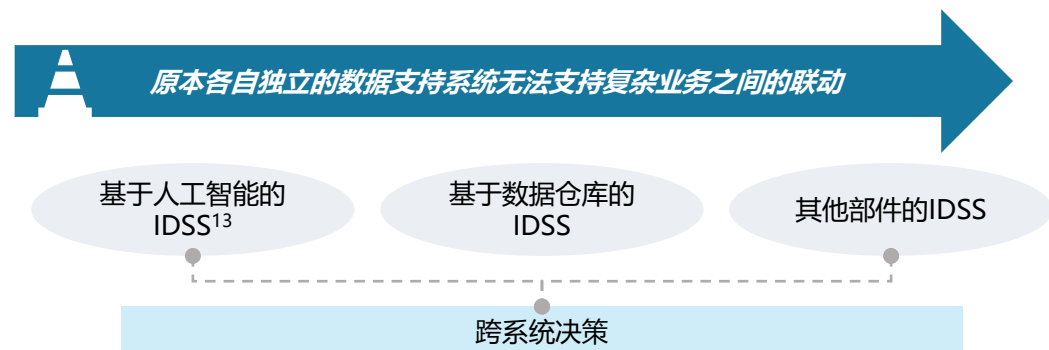 原本各自独立的数据支持系统无法支持复杂业务之间的联动
基于人工智能的
IDSS¹³
基于数据仓库的
IDSS
其他部件的IDSS
跨系统决策